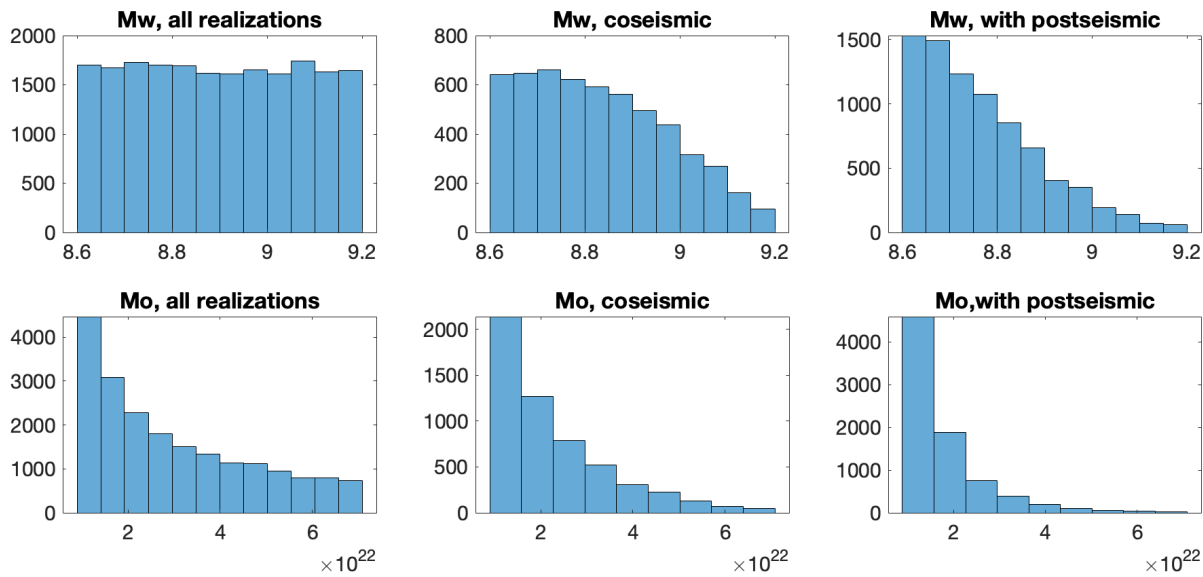 Mw, all realizations
2000
1500
1000
500
0
8.6 8.8 9 9.2
Mw, coseismic
800
600
400
200
0
8.6 8.8 9 9.2
Mw, with postseismic
1500
1000
500
0
8.6 8.8 9 9.2
Mo, all realizations
4000
3000
2000
1000
0
2 4 6
×10²²
Mo, coseismic
2000
1500
1000
500
0
2 4 6
×10²²
Mo,with postseismic
4000
3000
2000
1000
0
2 4 6
×10²²